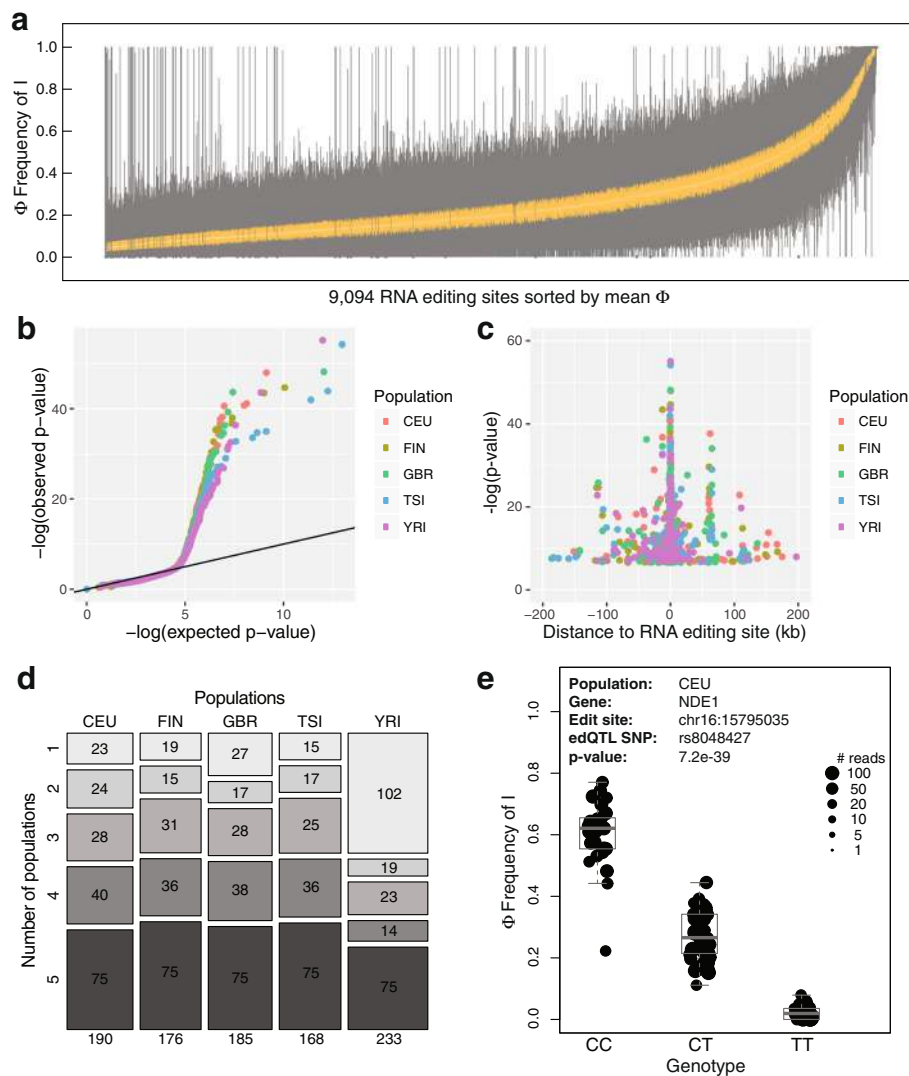 a
Φ Frequency of I
1.0
0.8
0.6
0.4
0.2
0.0
9,094 RNA editing sites sorted by mean Φ
b
−log(observed p-value)
40
20
0
0 5 10
−log(expected p-value)
Population
CEU
FIN
GBR
TSI
YRI
c
-log(p-value)
60
40
20
0
−200 −100 0 100 200
Distance to RNA editing site (kb)
Population
CEU
FIN
GBR
TSI
YRI
d
Populations
CEU FIN GBR TSI YRI
Number of populations
1
2
3
4
5
23 19 27 15 102
24 15 17 17 19
28 31 28 25 23
40 36 38 36 14
75 75 75 75 75
190 176 185 168 233
e
Population: CEU
Gene: NDE1
Edit site: chr16:15795035
edQTL SNP: rs8048427
p-value: 7.2e-39
# reads
100
50
20
10
5
1
Φ Frequency of I
1.0
0.8
0.6
0.4
0.2
0.0
CC CT TT
Genotype